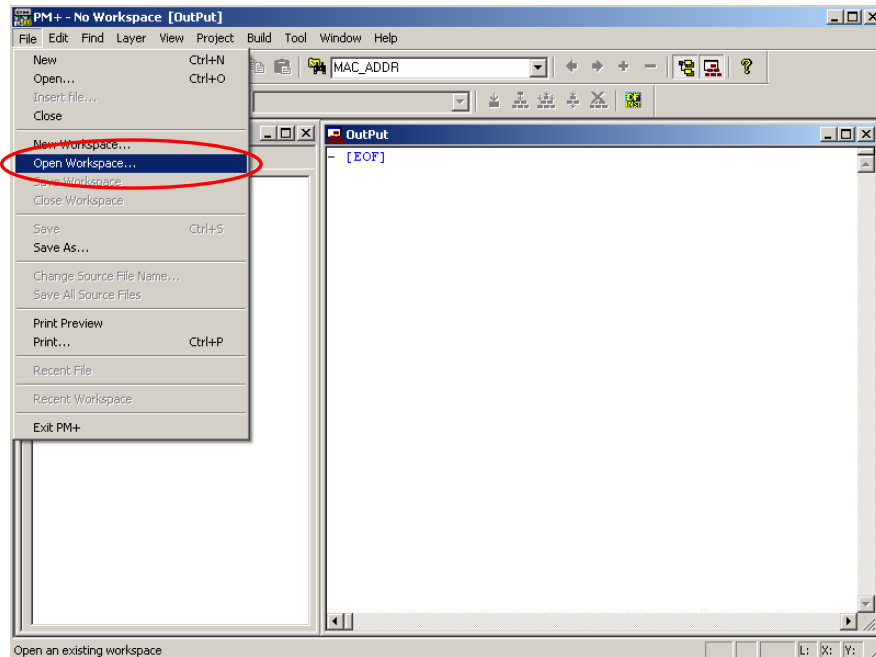 PM+ - No Workspace [OutPut]
File Edit Find Layer View Project Build Tool Window Help
New Ctrl+N
Open... Ctrl+O
Insert file...
Close
New Workspace...
Open Workspace...
Save Workspace
Close Workspace
Save Ctrl+S
Save As...
Change Source File Name...
Save All Source Files
Print Preview
Print... Ctrl+P
Recent File
Recent Workspace
Exit PM+
MAC_ADDR
OutPut
[EOF]
Open an existing workspace L: X: Y: